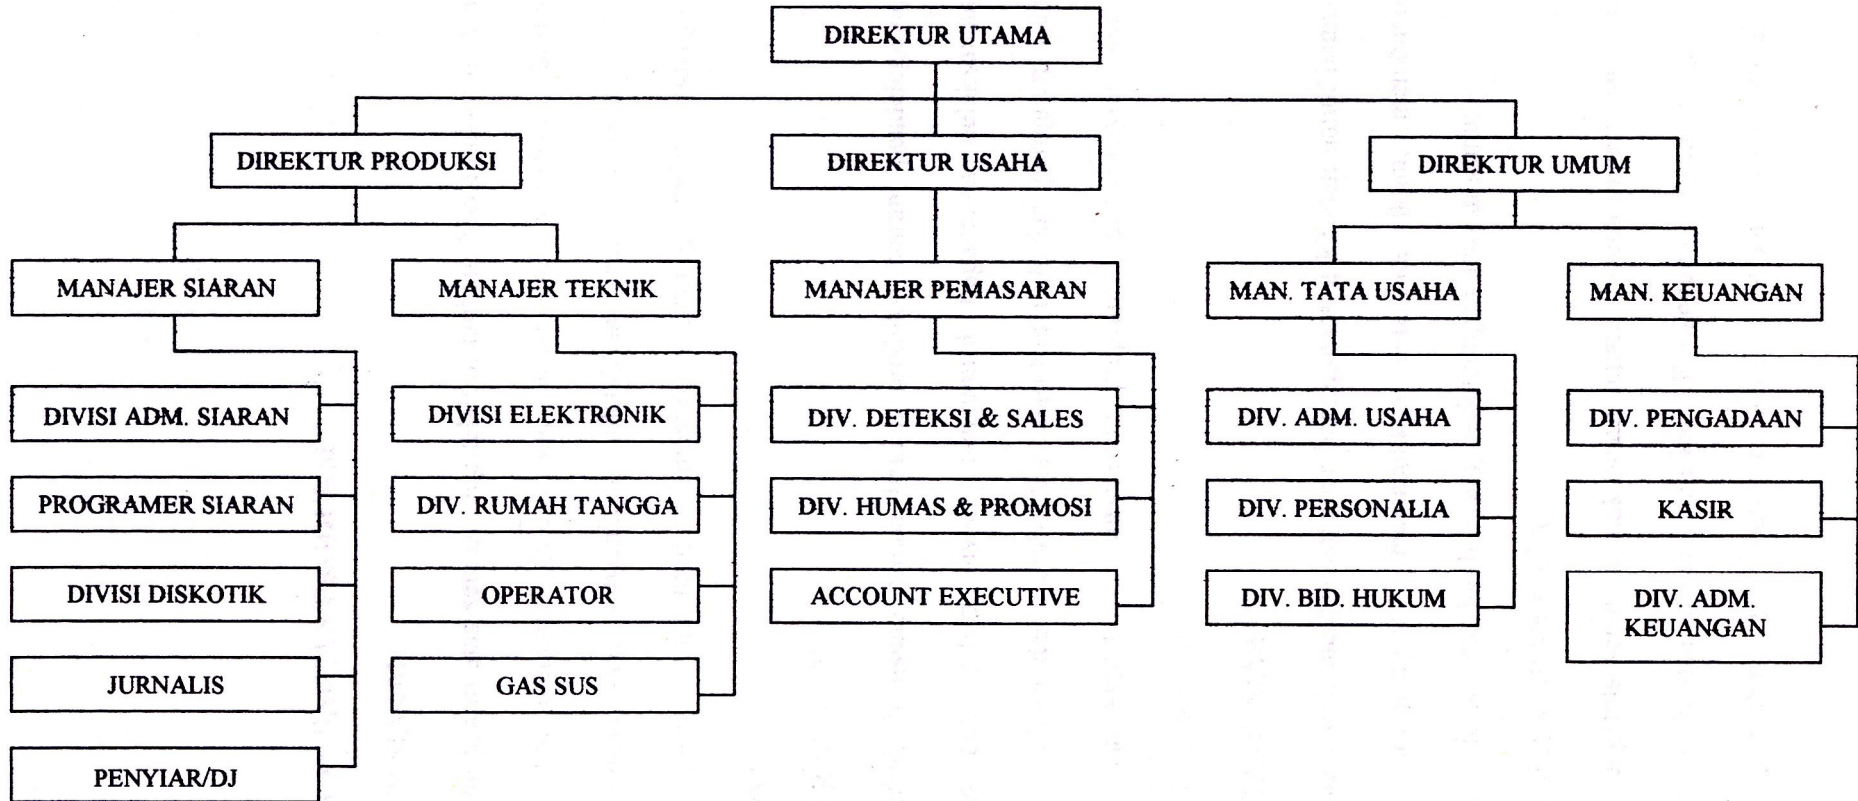 DIREKTUR UTAMA
DIREKTUR PRODUKSI
DIREKTUR USAHA
DIREKTUR UMUM
MANAJER SIARAN
MANAJER TEKNIK
MANAJER PEMASARAN
MAN. TATA USAHA
MAN. KEUANGAN
DIVISI ADM. SIARAN
PROGRAMER SIARAN
DIVISI DISKOTIK
JURNALIS
PENYIAR/DJ
DIVISI ELEKTRONIK
DIV. RUMAH TANGGA
OPERATOR
GAS SUS
DIV. DETEKSI & SALES
DIV. HUMAS & PROMOSI
ACCOUNT EXECUTIVE
DIV. ADM. USAHA
DIV. PERSONALIA
DIV. BID. HUKUM
DIV. PENGADAAN
KASIR
DIV. ADM.
KEUANGAN